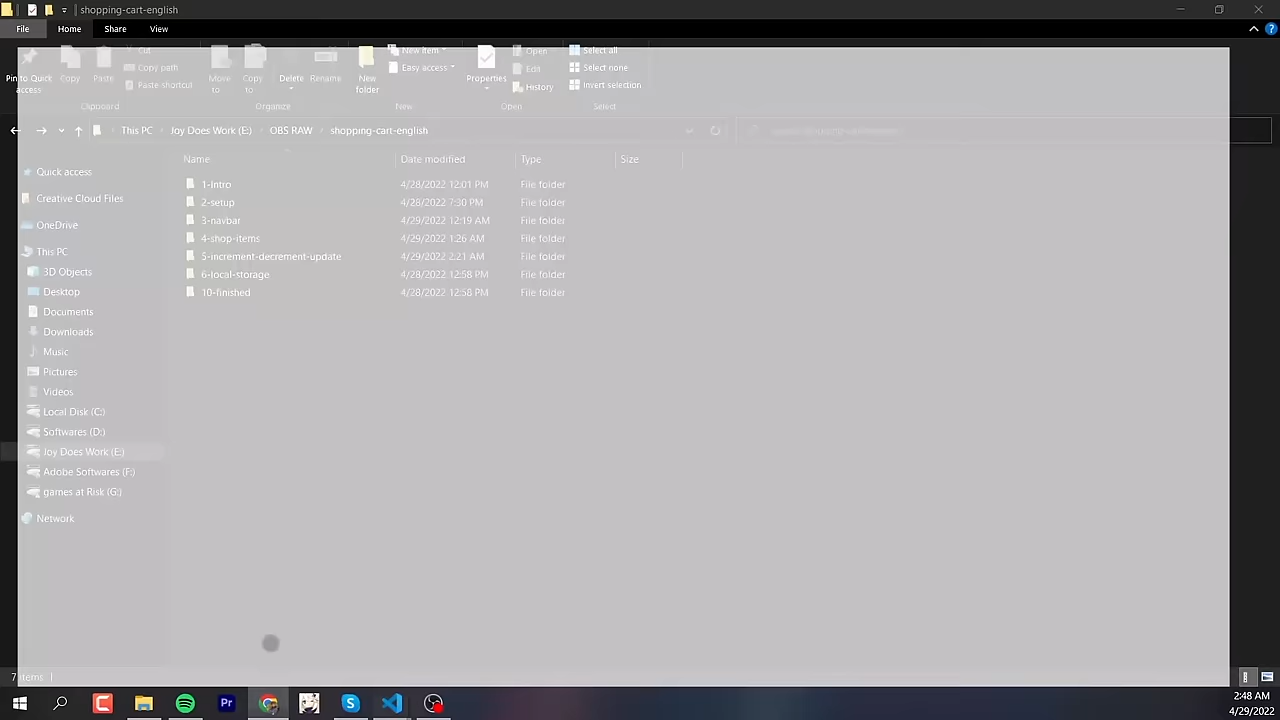 shopping-cart-english
File Home Share View
Cut New item Open Select all
Copy path Easy access Edit Select none
Pin to Quick access Copy Paste Move to Copy to Delete Rename New folder Properties
Paste shortcut History Invert selection
Clipboard Organize New Open Select
This PC Joy Does Work (E:) OBS RAW shopping-cart-english
Name Date modified Type Size
1-Intro 4/28/2022 12:01 PM File folder
2-setup 4/28/2022 7:30 PM File folder
3-navbar 4/29/2022 12:19 AM File folder
4-shop-items 4/29/2022 1:26 AM File folder
5-increment-decrement-update 4/29/2022 2:21 AM File folder
6-local-storage 4/28/2022 12:58 PM File folder
10-finished 4/28/2022 12:58 PM File folder
Quick access
Creative Cloud Files
OneDrive
This PC
3D Objects
Desktop
Documents
Downloads
Music
Pictures
Videos
Local Disk (C:)
Softwares (D:)
Joy Does Work (E:)
Adobe Softwares (F:)
games at Risk (G:)
Network
7 items
Pr
2:48 AM
4/29/2022